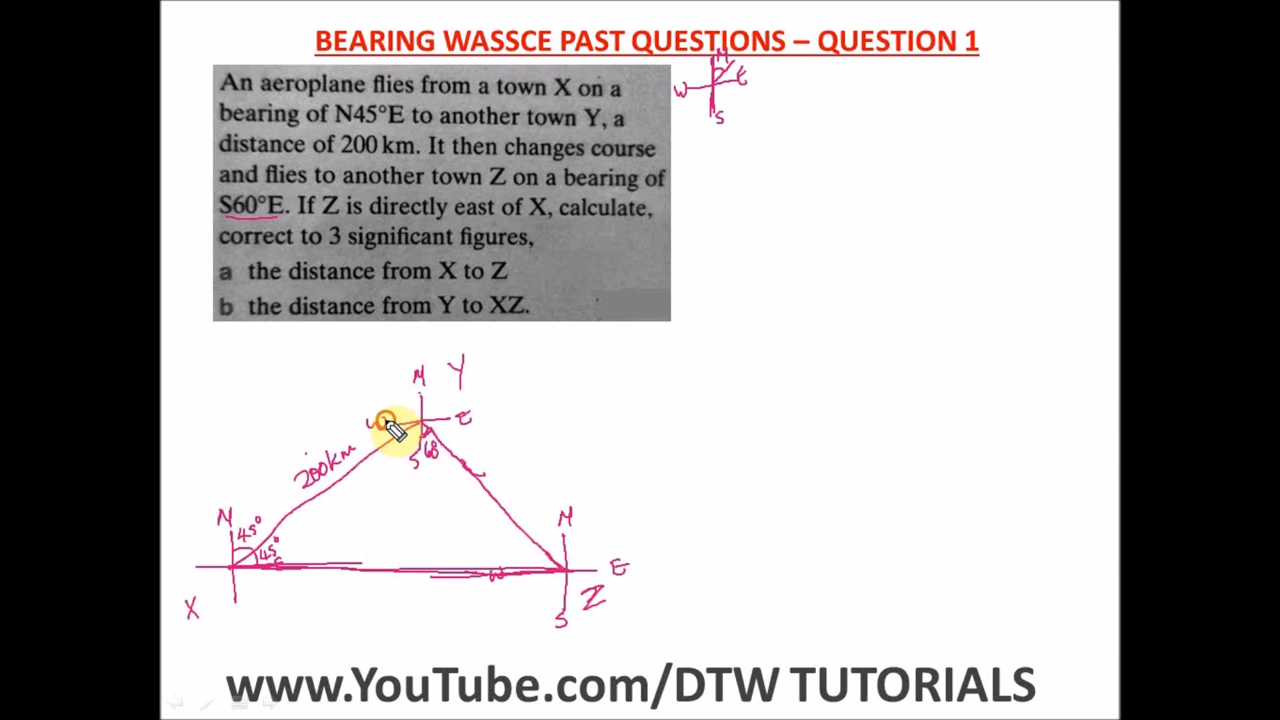 BEARING WASSCE PAST QUESTIONS – QUESTION 1
An aeroplane flies from a town X on a
bearing of N45°E to another town Y, a
distance of 200 km. It then changes course
and flies to another town Z on a bearing of
S60°E. If Z is directly east of X, calculate,
correct to 3 significant figures,
a the distance from X to Z
b the distance from Y to XZ.
N
W E
S
N Y
E
200km
S 60
N
45°
45°
E
N
W
E
X
Z
S
www.YouTube.com/DTW TUTORIALS